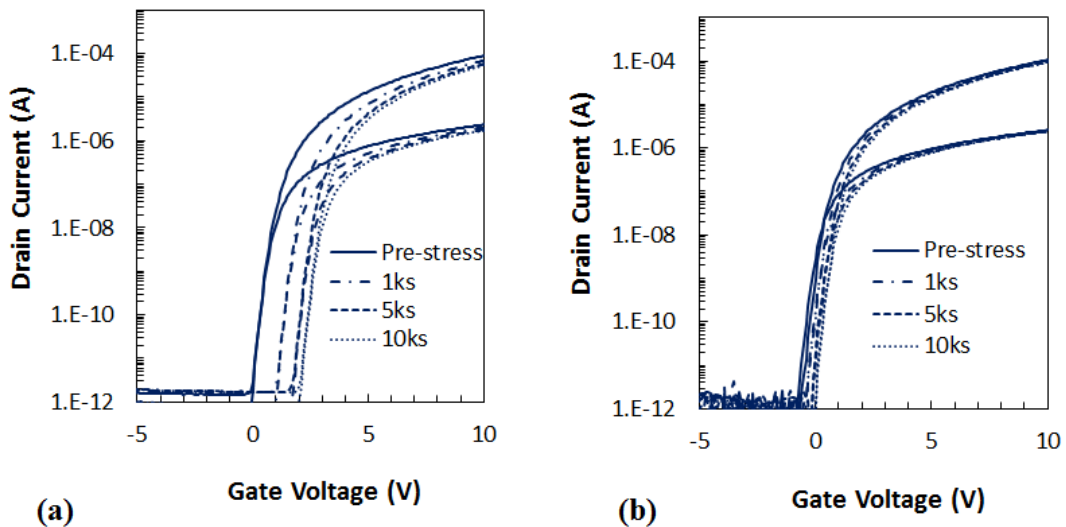 Drain Current (A)
1.E-04
1.E-06
1.E-08
1.E-10
1.E-12
Pre-stress
1ks
5ks
10ks
-5
0
5
10
Gate Voltage (V)
(a)
Drain Current (A)
1.E-04
1.E-06
1.E-08
1.E-10
1.E-12
Pre-stress
1ks
5ks
10ks
-5
0
5
10
Gate Voltage (V)
(b)